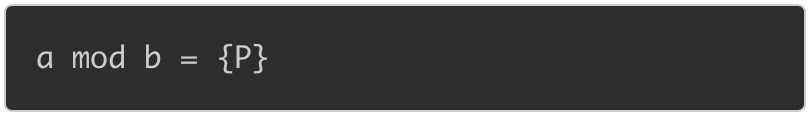 a mod b = {P}